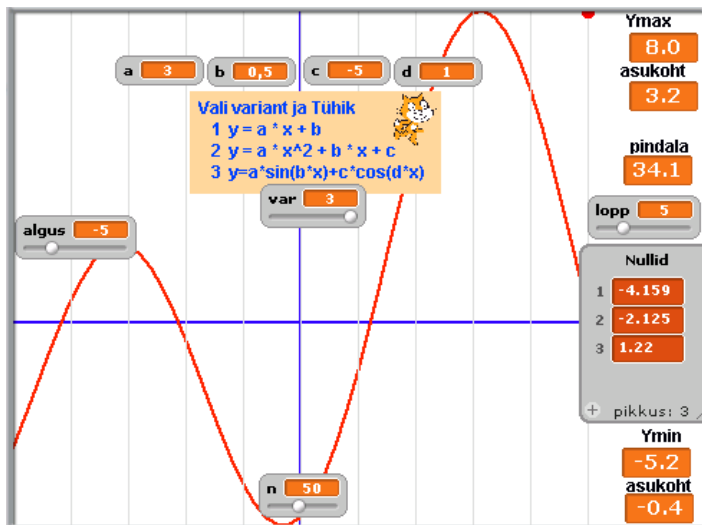 Ymax
8.0
asukoht
3.2
a 3
b 0,5
c -5
d 1
Vali variant ja Tühik
1 y = a * x + b
2 y = a * x^2 + b * x + c
3 y=a*sin(b*x)+c*cos(d*x)
pindala
34.1
var 3
lopp 5
algus -5
Nullid
1 -4.159
2 -2.125
3 1.22
+ pikkus: 3
Ymin
-5.2
asukoht
-0.4
n 50